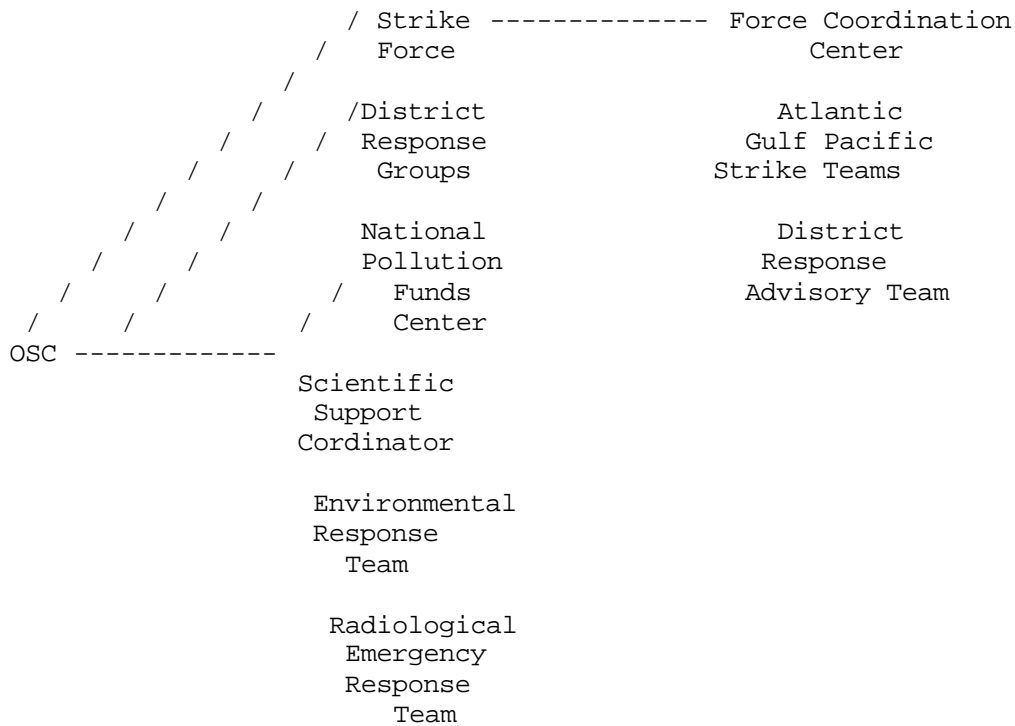 / Strike -------------- Force Coordination
/ Force Center
/
/ /District Atlantic
/ / Response Gulf Pacific
/ / Groups Strike Teams
/ /
/ / National District
/ / Pollution Response
/ / / Funds Advisory Team
/ / / Center
OSC -------------
Scientific
Support
Cordinator
Environmental
Response
Team
Radiological
Emergency
Response
Team